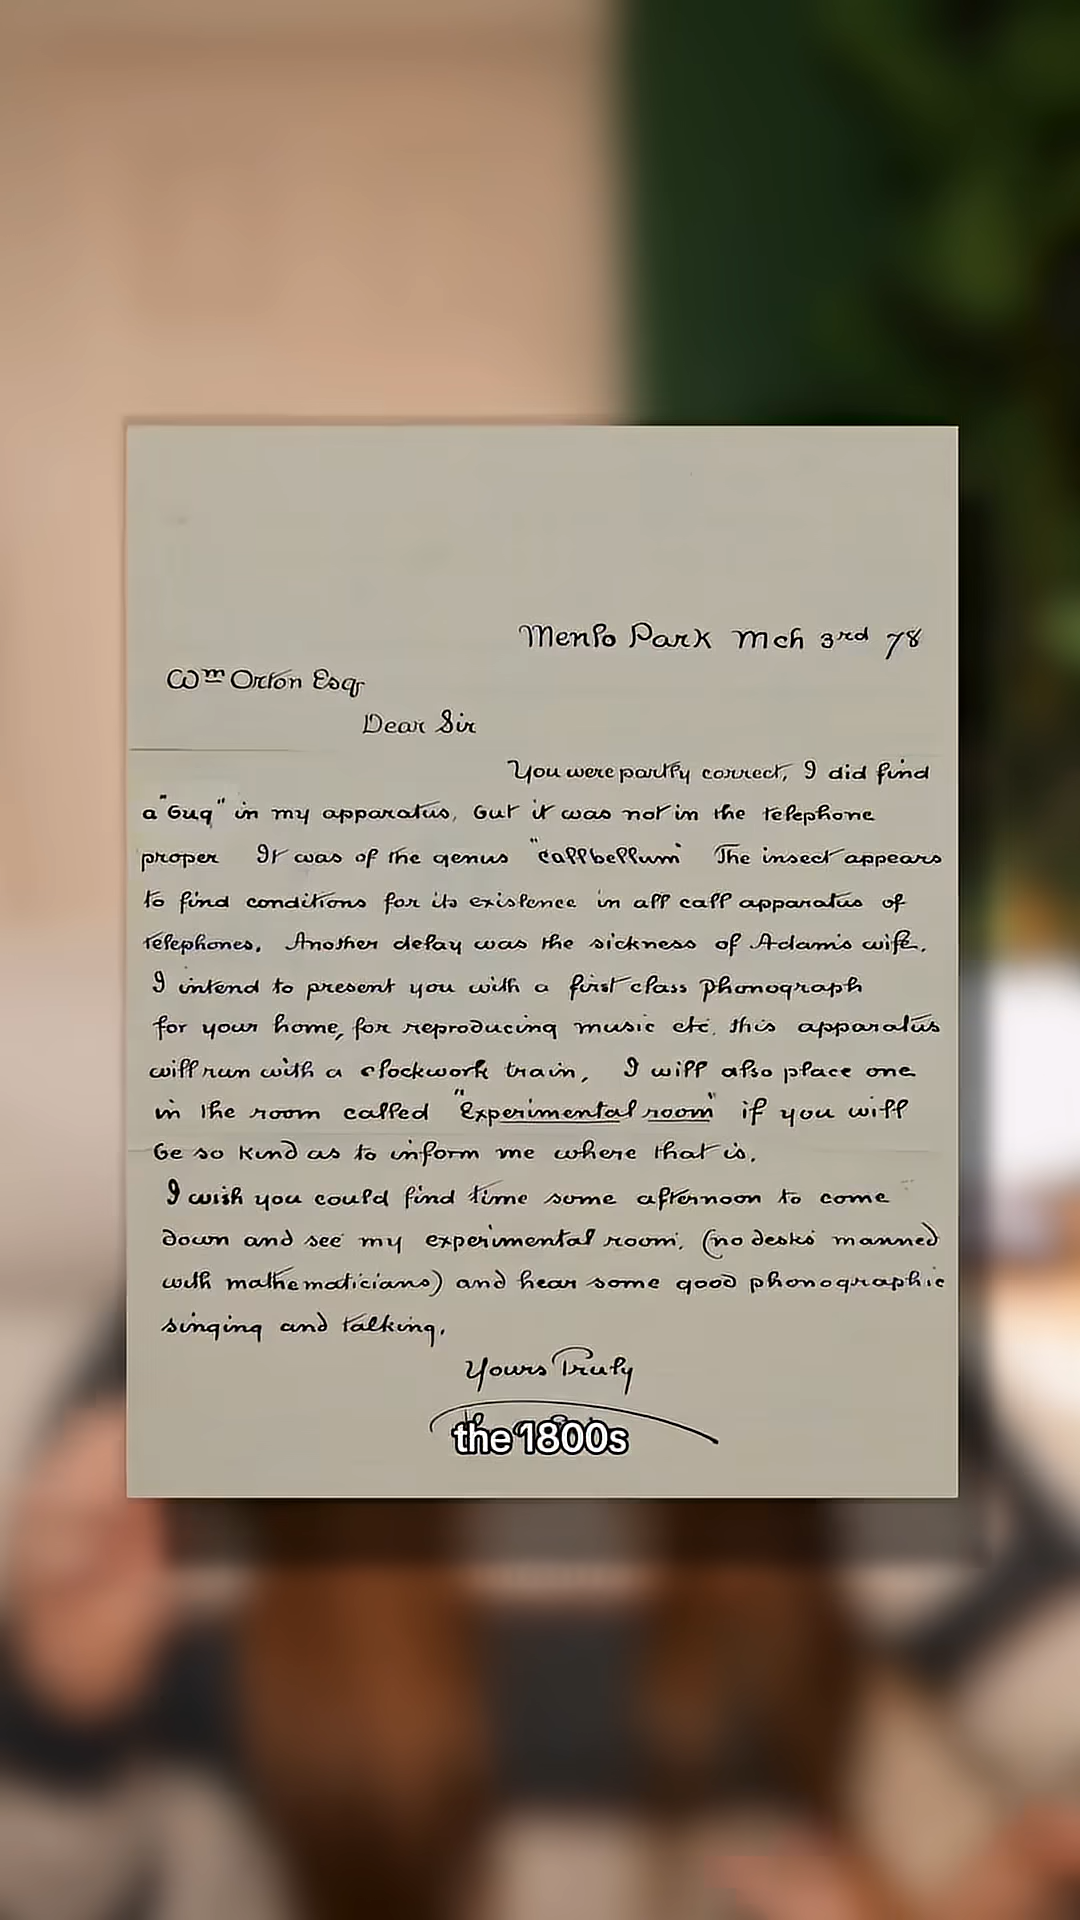 Menlo Park Mch 3rd 78
Wm Orton Esq
Dear Sir
You were partly correct, I did find
a "bug" in my apparatus, but it was not in the telephone
proper It was of the genus "callbellum" The insect appears
to find conditions for its existence in all call apparatus of
telephones. Another delay was the sickness of Adams wife.
I intend to present you with a first class phonograph
for your home, for reproducing music etc. this apparatus
will run with a clockwork train, I will also place one
in the room called "Experimental room" if you will
be so kind as to inform me where that is.
I wish you could find time some afternoon to come
down and see my experimental room, (no desks manned
with mathematicians) and hear some good phonographic
singing and talking,
Yours Truly
the 1800s